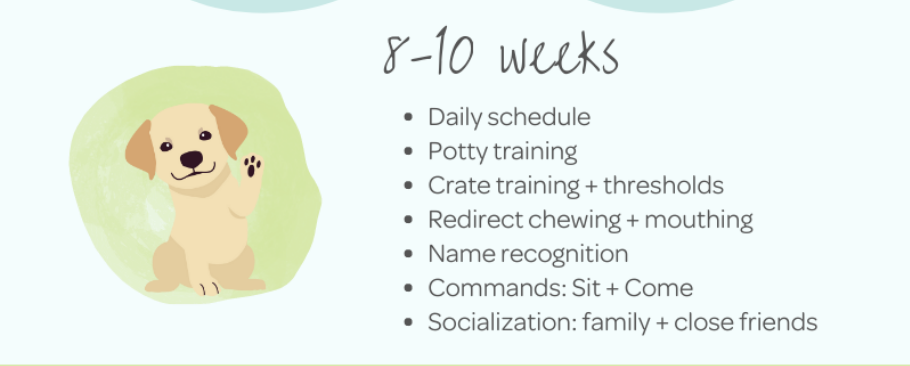 8-10 weeks
• Daily schedule
• Potty training
• Crate training + thresholds
• Redirect chewing + mouthing
• Name recognition
• Commands: Sit + Come
• Socialization: family + close friends